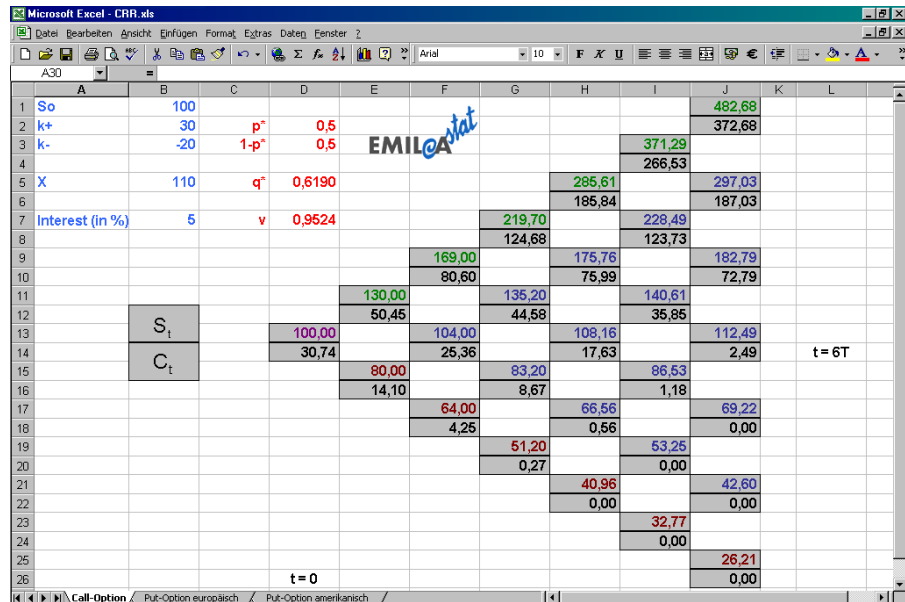 Microsoft Excel - CRR.xls
Datei Bearbeiten Ansicht Einfügen Format Extras Daten Fenster ?
Arial 10 F K U
A30 =
A B C D E F G H I J K L
1 So 100 482,68
2 k+ 30 p* 0,5 372,68
3 k- -20 1-p* 0,5 371,29
EMILeAstat
4 266,53
5 X 110 q* 0,6190 285,61 297,03
6 185,84 187,03
7 Interest (in %) 5 v 0,9524 219,70 228,49
8 124,68 123,73
9 169,00 175,76 182,79
10 80,60 75,99 72,79
11 130,00 135,20 140,61
12 50,45 44,58 35,85
St
13 100,00 104,00 108,16 112,49
14 30,74 25,36 17,63 2,49 t = 6T
Ct
15 80,00 83,20 86,53
16 14,10 8,67 1,18
17 64,00 66,56 69,22
18 4,25 0,56 0,00
19 51,20 53,25
20 0,27 0,00
21 40,96 42,60
22 0,00 0,00
23 32,77
24 0,00
25 26,21
26 t = 0 0,00
Call-Option Put-Option europäisch Put-Option amerikanisch